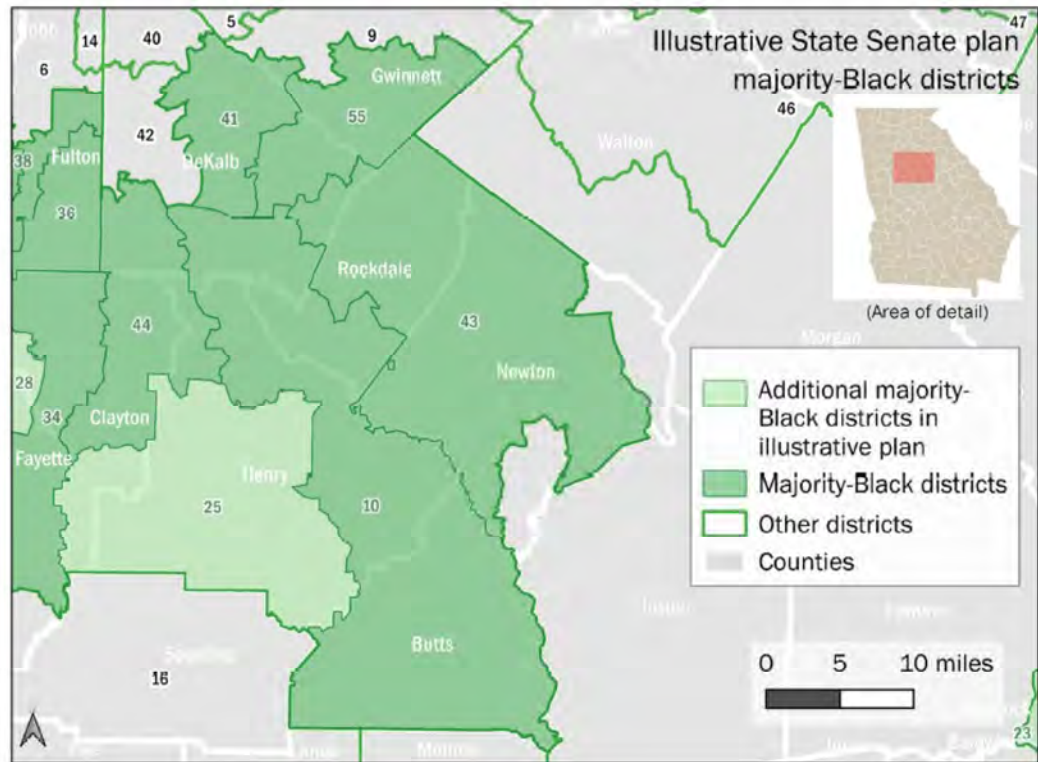 Illustrative State Senate plan
majority-Black districts
5
47
14
40
9
6
Gwinnett
46
42
41
55
Walton
38
Fulton
DeKalb
36
Rockdale
(Area of detail)
44
43
Morgan
28
Newton
34
Clayton
Fayette
Henry
25
10
Additional majority-
Black districts in
illustrative plan
Majority-Black districts
Other districts
Counties
Butts
16
0 5 10 miles
23